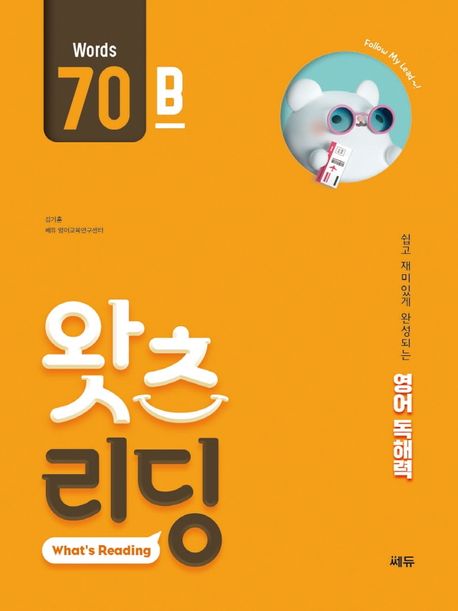 Words
70 B
Follow My Lead~!
김기훈
쎄듀 영어교육연구센터
쉽고 재미있게 완성되는
영어 독해력
왓츠
리딩
What's Reading
쎄듀